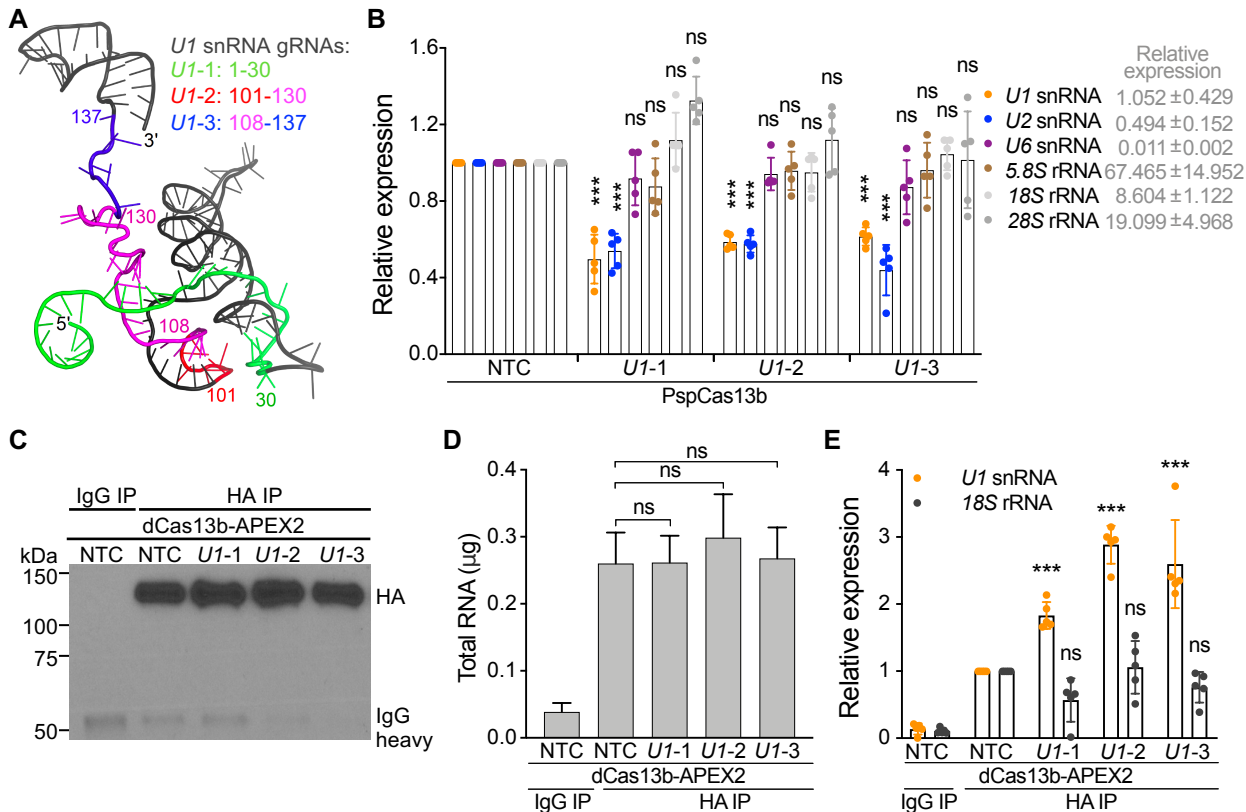 A
U1 snRNA gRNAs:
U1-1: 1-30
U1-2: 101-130
U1-3: 108-137
137
3'
130
5'
108
101
30
B
Relative expression
1.6
1.2
0.8
0.4
0.0
*** *** ns ns ns ns
*** *** ns ns ns ns
*** *** ns ns ns ns
NTC U1-1 U1-2 U1-3
PspCas13b
Relative
expression
U1 snRNA 1.052 ±0.429
U2 snRNA 0.494 ±0.152
U6 snRNA 0.011 ±0.002
5.8S rRNA 67.465 ±14.952
18S rRNA 8.604 ±1.122
28S rRNA 19.099 ±4.968
C
IgG IP HA IP
dCas13b-APEX2
kDa NTC NTC U1-1 U1-2 U1-3
150
HA
100
75
50
IgG
heavy
D
Total RNA (µg)
0.4
0.3
0.2
0.1
0.0
ns
ns
ns
NTC NTC U1-1 U1-2 U1-3
dCas13b-APEX2
IgG IP HA IP
E
Relative expression
4
3
2
1
0
U1 snRNA
18S rRNA
*** ns
*** ns
*** ns
NTC NTC U1-1 U1-2 U1-3
dCas13b-APEX2
IgG IP HA IP